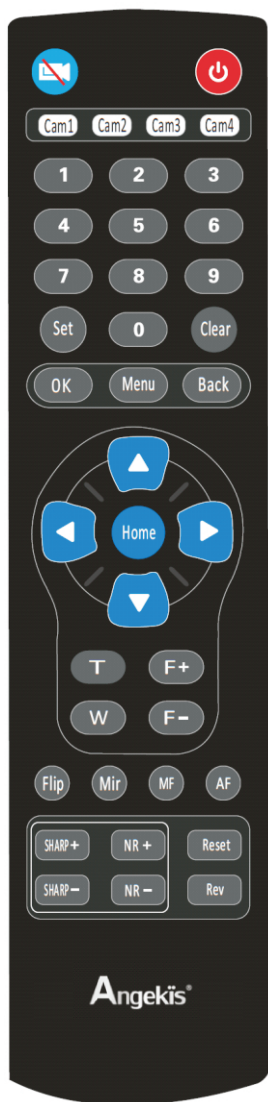 Cam1 Cam2 Cam3 Cam4
1 2 3
4 5 6
7 8 9
Set 0 Clear
OK Menu Back
Home
T F+
W F-
Flip Mir MF AF
SHARP+ NR+ Reset
SHARP- NR- Rev
Angekïs®